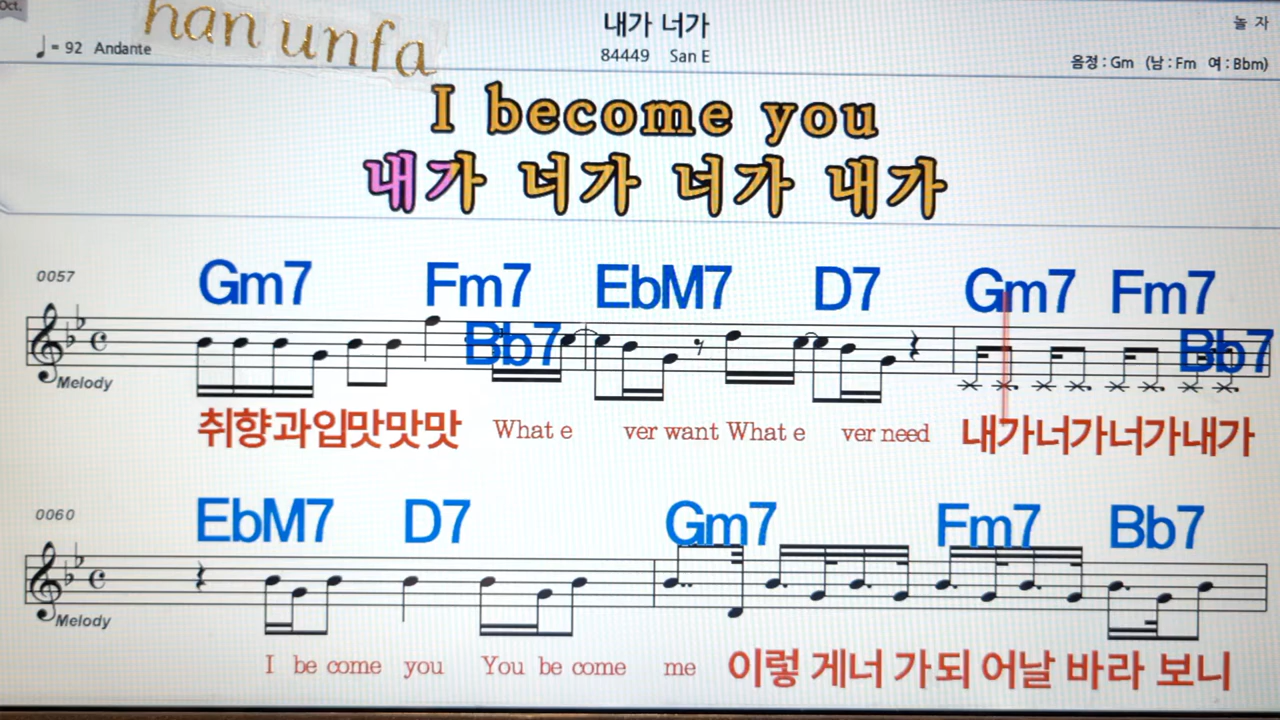 Oct.
han unfa
내가 너가
놀 자
♩ = 92 Andante
84449 San E
음정 : Gm (남 : Fm 여 : Bbm)
I become you
내가 너가 너가 내가
0057
Gm7 Fm7 Bb7 EbM7 D7 Gm7 Fm7 Bb7
Melody
취향과입맛맛맛 What e ver want What e ver need 내가너가너가내가
0060
EbM7 D7 Gm7 Fm7 Bb7
Melody
I be come you You be come me 이렇 게너 가되 어날 바라 보니